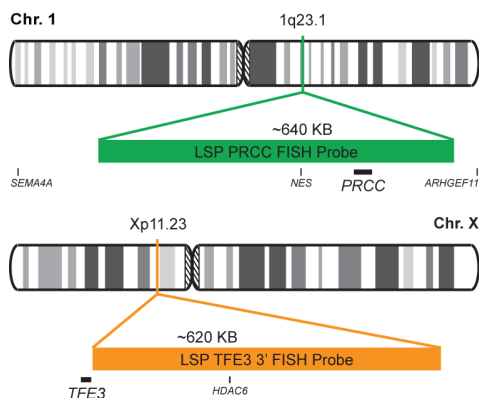 Chr. 1
1q23.1
~640 KB
LSP PRCC FISH Probe
SEMA4A
NES
PRCC
ARHGEF11
Xp11.23
Chr. X
~620 KB
LSP TFE3 3' FISH Probe
TFE3
HDAC6